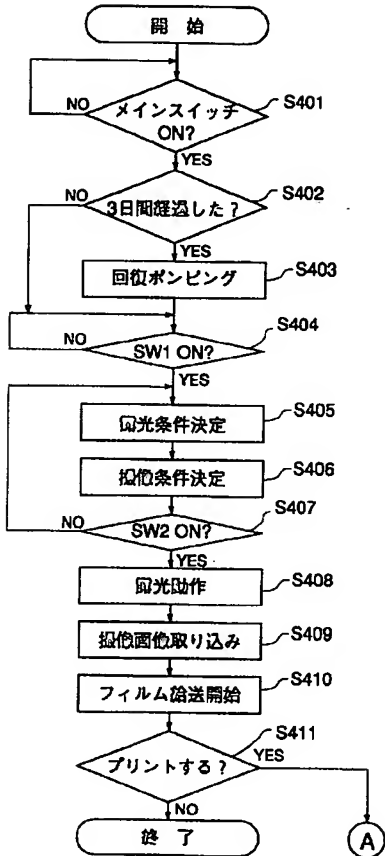 開始
メインスイッチ
ON?
S401
NO
YES
3日間経過した?
S402
NO
YES
回復ポンピング
S403
SW1 ON?
S404
NO
YES
露光条件決定
S405
撮像条件決定
S406
SW2 ON?
S407
NO
YES
露光動作
S408
撮像画像取り込み
S409
フィルム給送開始
S410
プリントする?
S411
YES
NO
終了
A